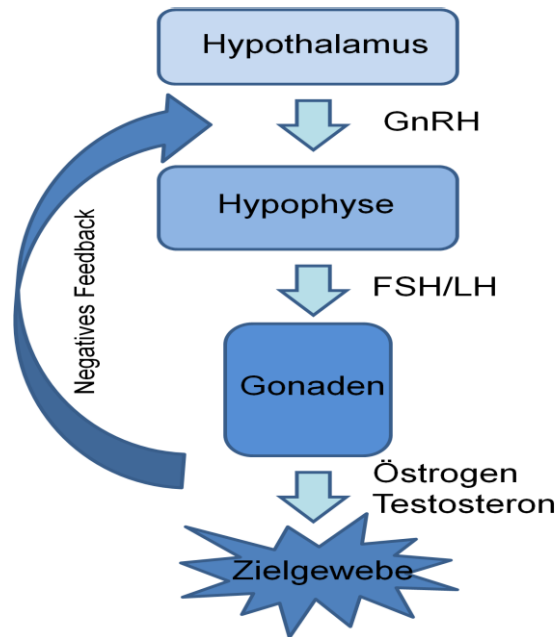 Hypothalamus
GnRH
Hypophyse
FSH/LH
Negatives Feedback
Gonaden
Östrogen
Testosteron
Zielgewebe